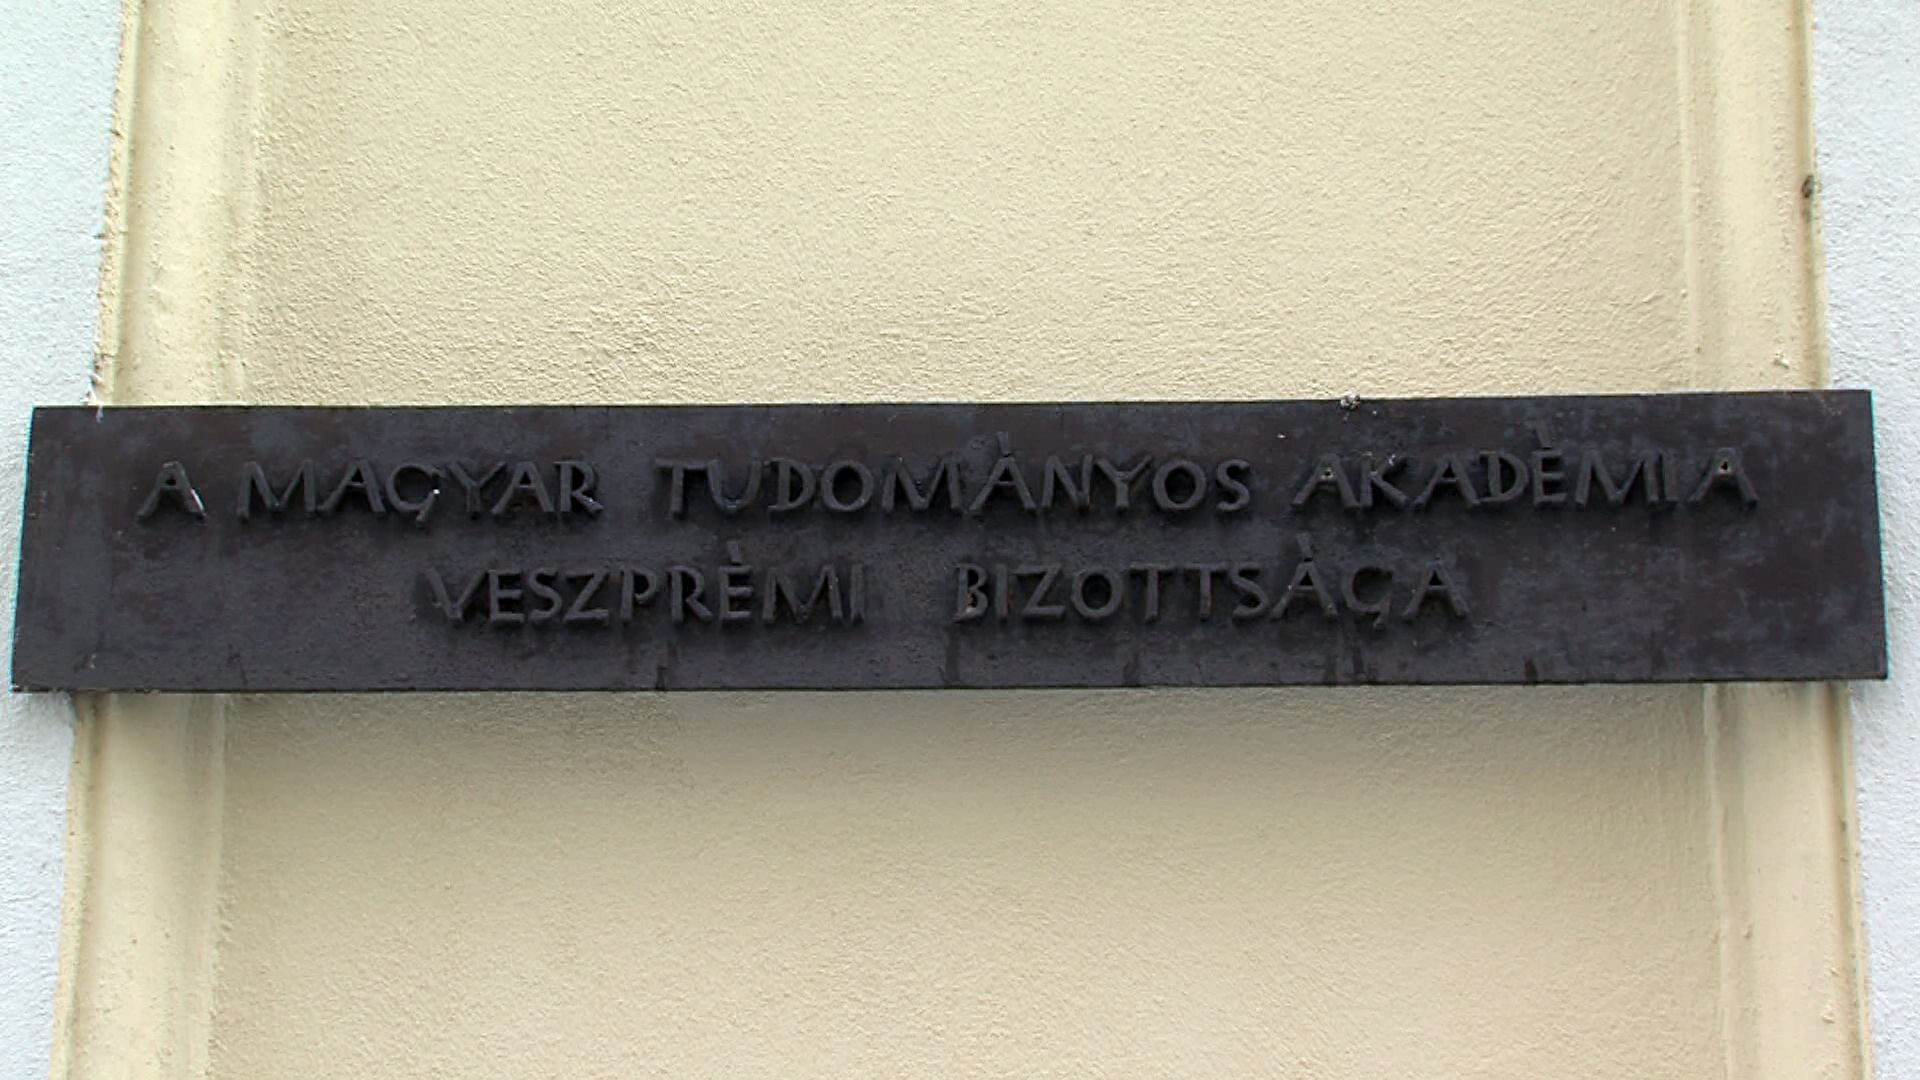 A MAGYAR TUDOMÁNYOS AKADÉMIA
VESZPRÉMI BIZOTTSÁGA